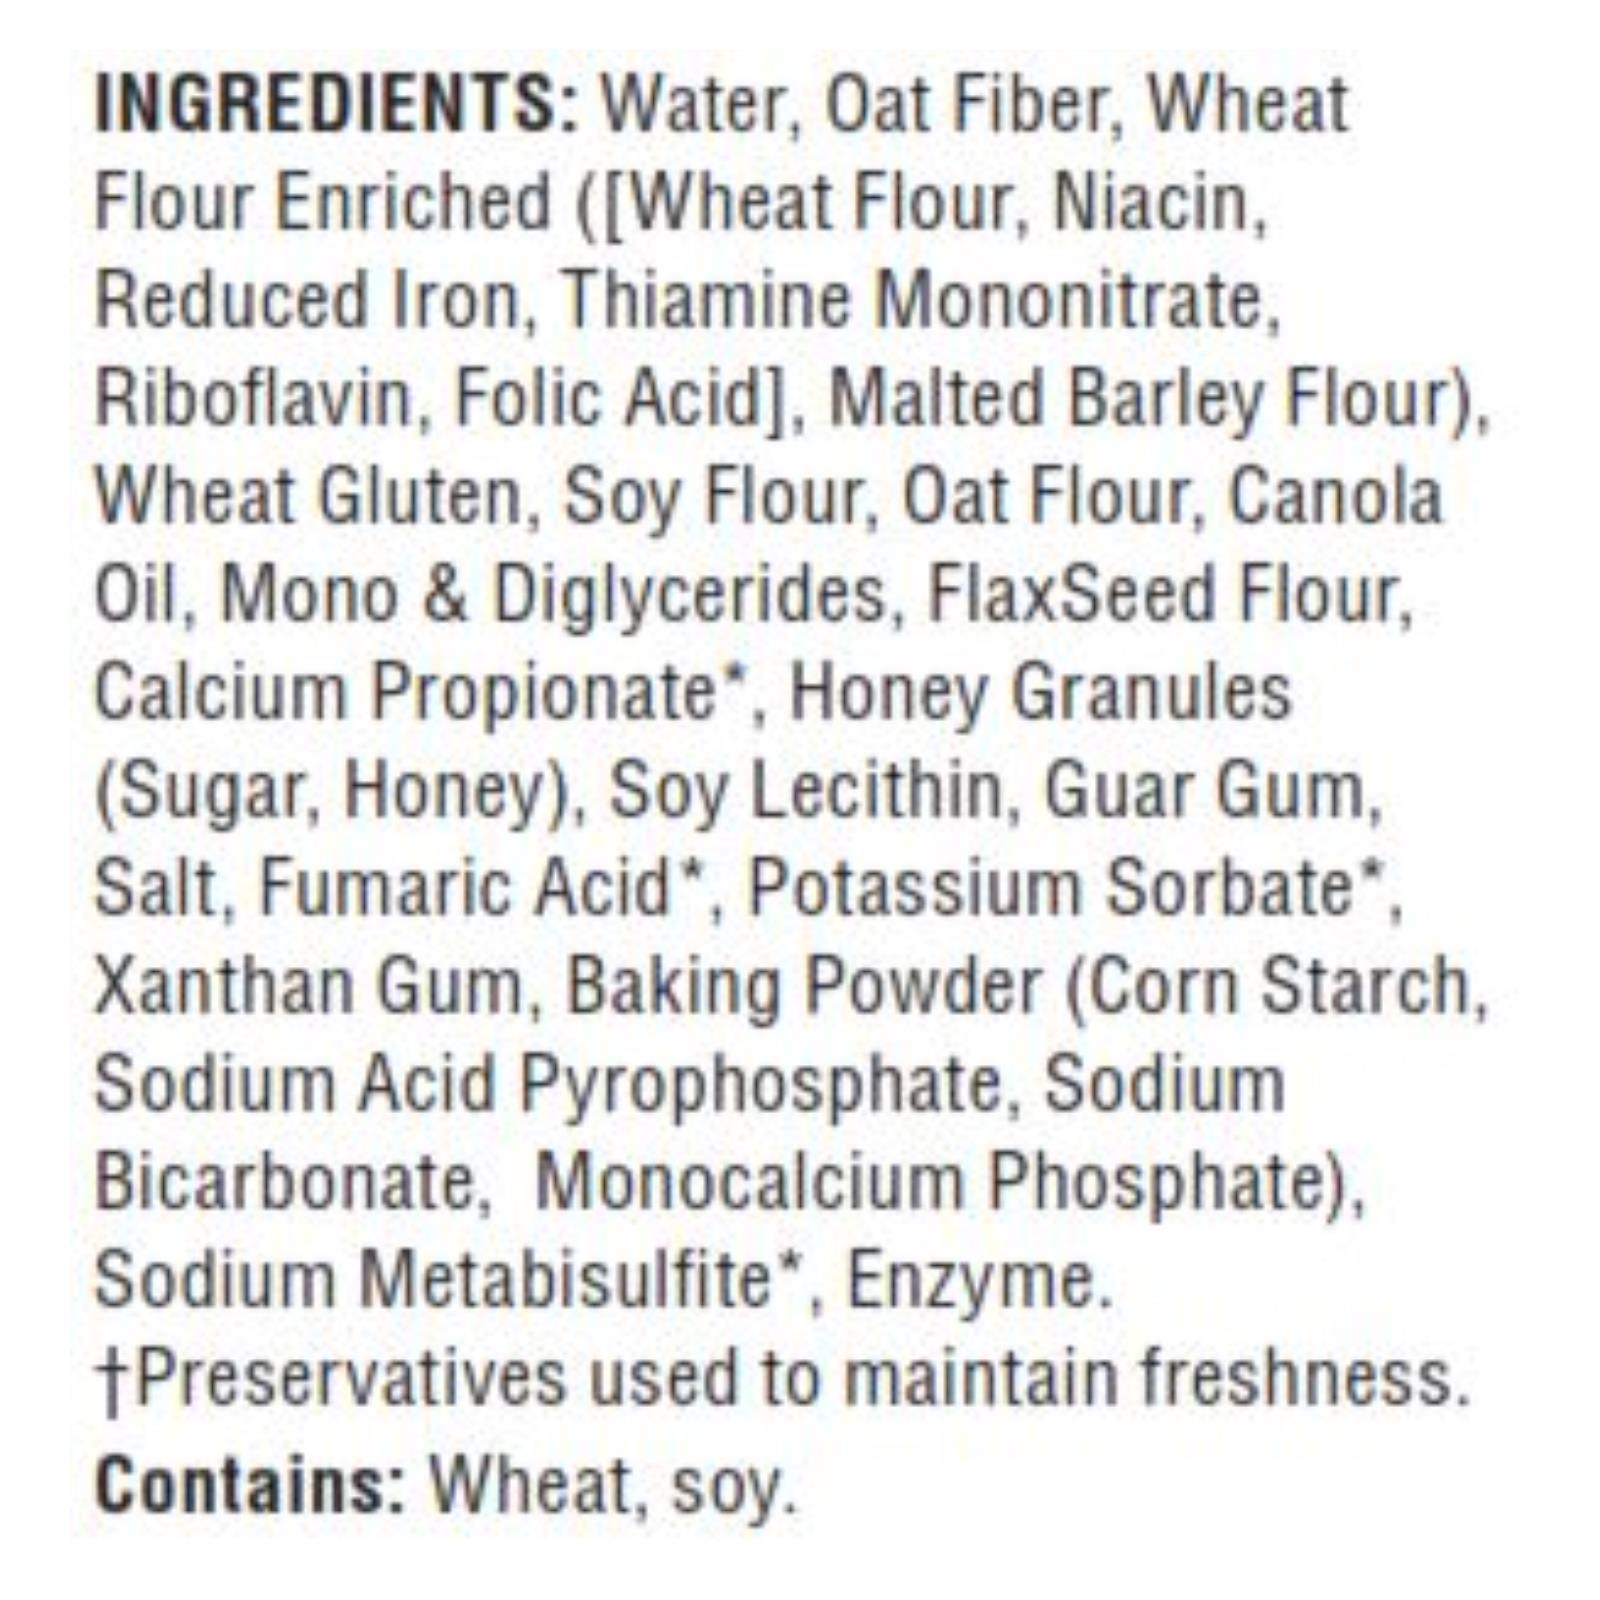 INGREDIENTS: Water, Oat Fiber, Wheat
Flour Enriched ([Wheat Flour, Niacin,
Reduced Iron, Thiamine Mononitrate,
Riboflavin, Folic Acid], Malted Barley Flour),
Wheat Gluten, Soy Flour, Oat Flour, Canola
Oil, Mono & Diglycerides, FlaxSeed Flour,
Calcium Propionate*, Honey Granules
(Sugar, Honey), Soy Lecithin, Guar Gum,
Salt, Fumaric Acid*, Potassium Sorbate*,
Xanthan Gum, Baking Powder (Corn Starch,
Sodium Acid Pyrophosphate, Sodium
Bicarbonate,  Monocalcium Phosphate),
Sodium Metabisulfite*, Enzyme.
†Preservatives used to maintain freshness.
Contains: Wheat, soy.